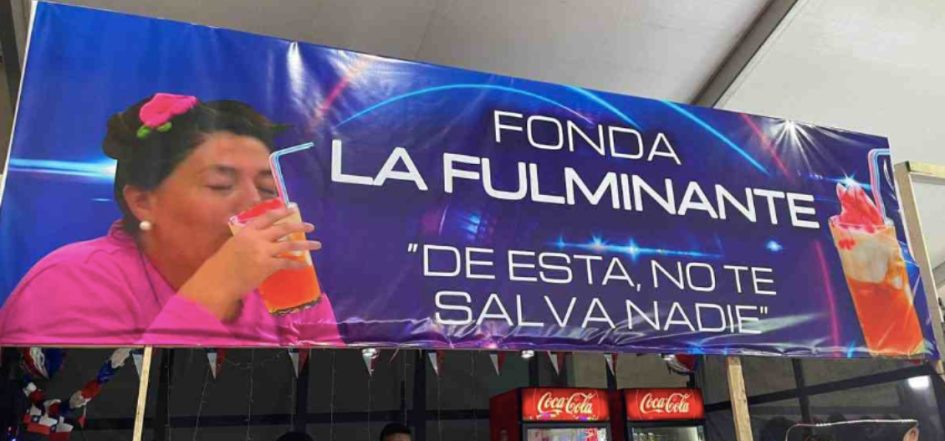 FONDA
LA FULMINANTE
"DE ESTA, NO TE
SALVA NADIE"
Coca-Cola
Coca-Cola